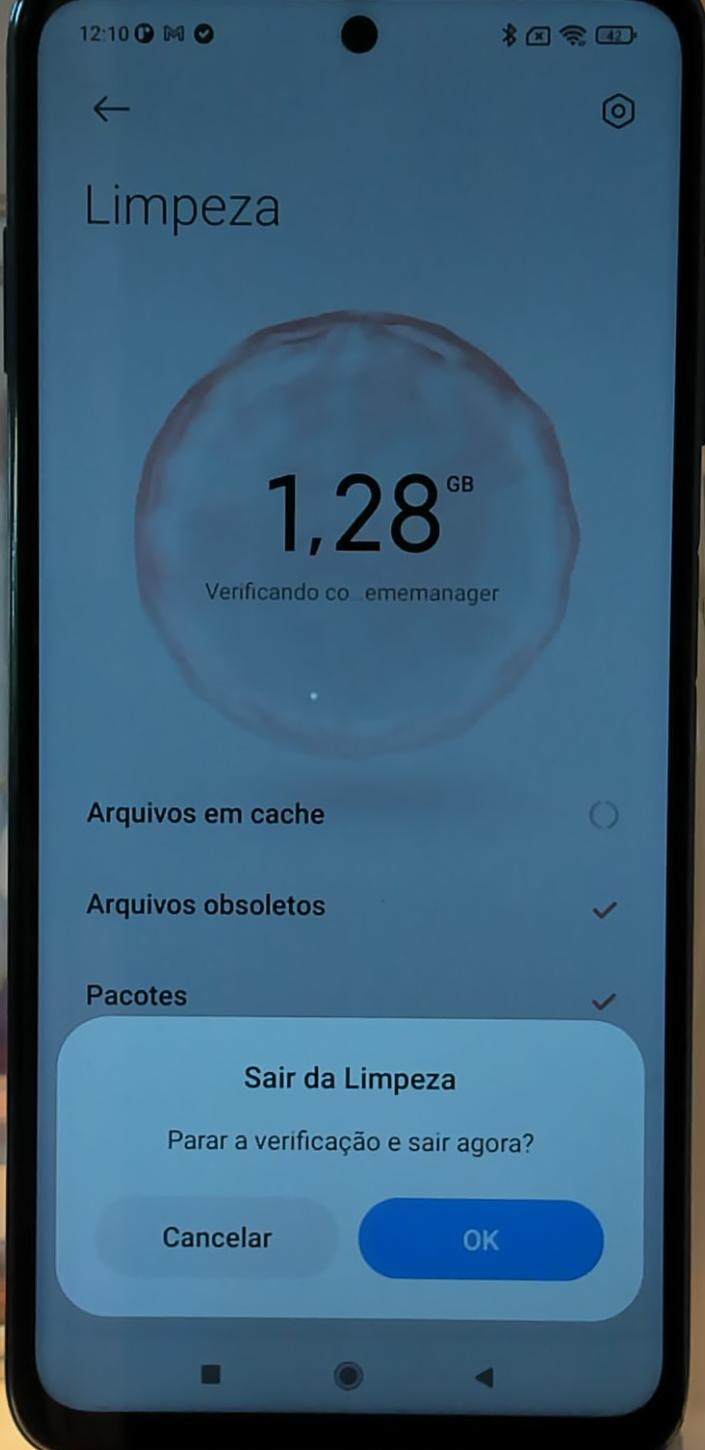 12:10 42
Limpeza
1,28 GB
Verificando co...ememanager
Arquivos em cache
Arquivos obsoletos
Pacotes
Sair da Limpeza
Parar a verificação e sair agora?
Cancelar OK